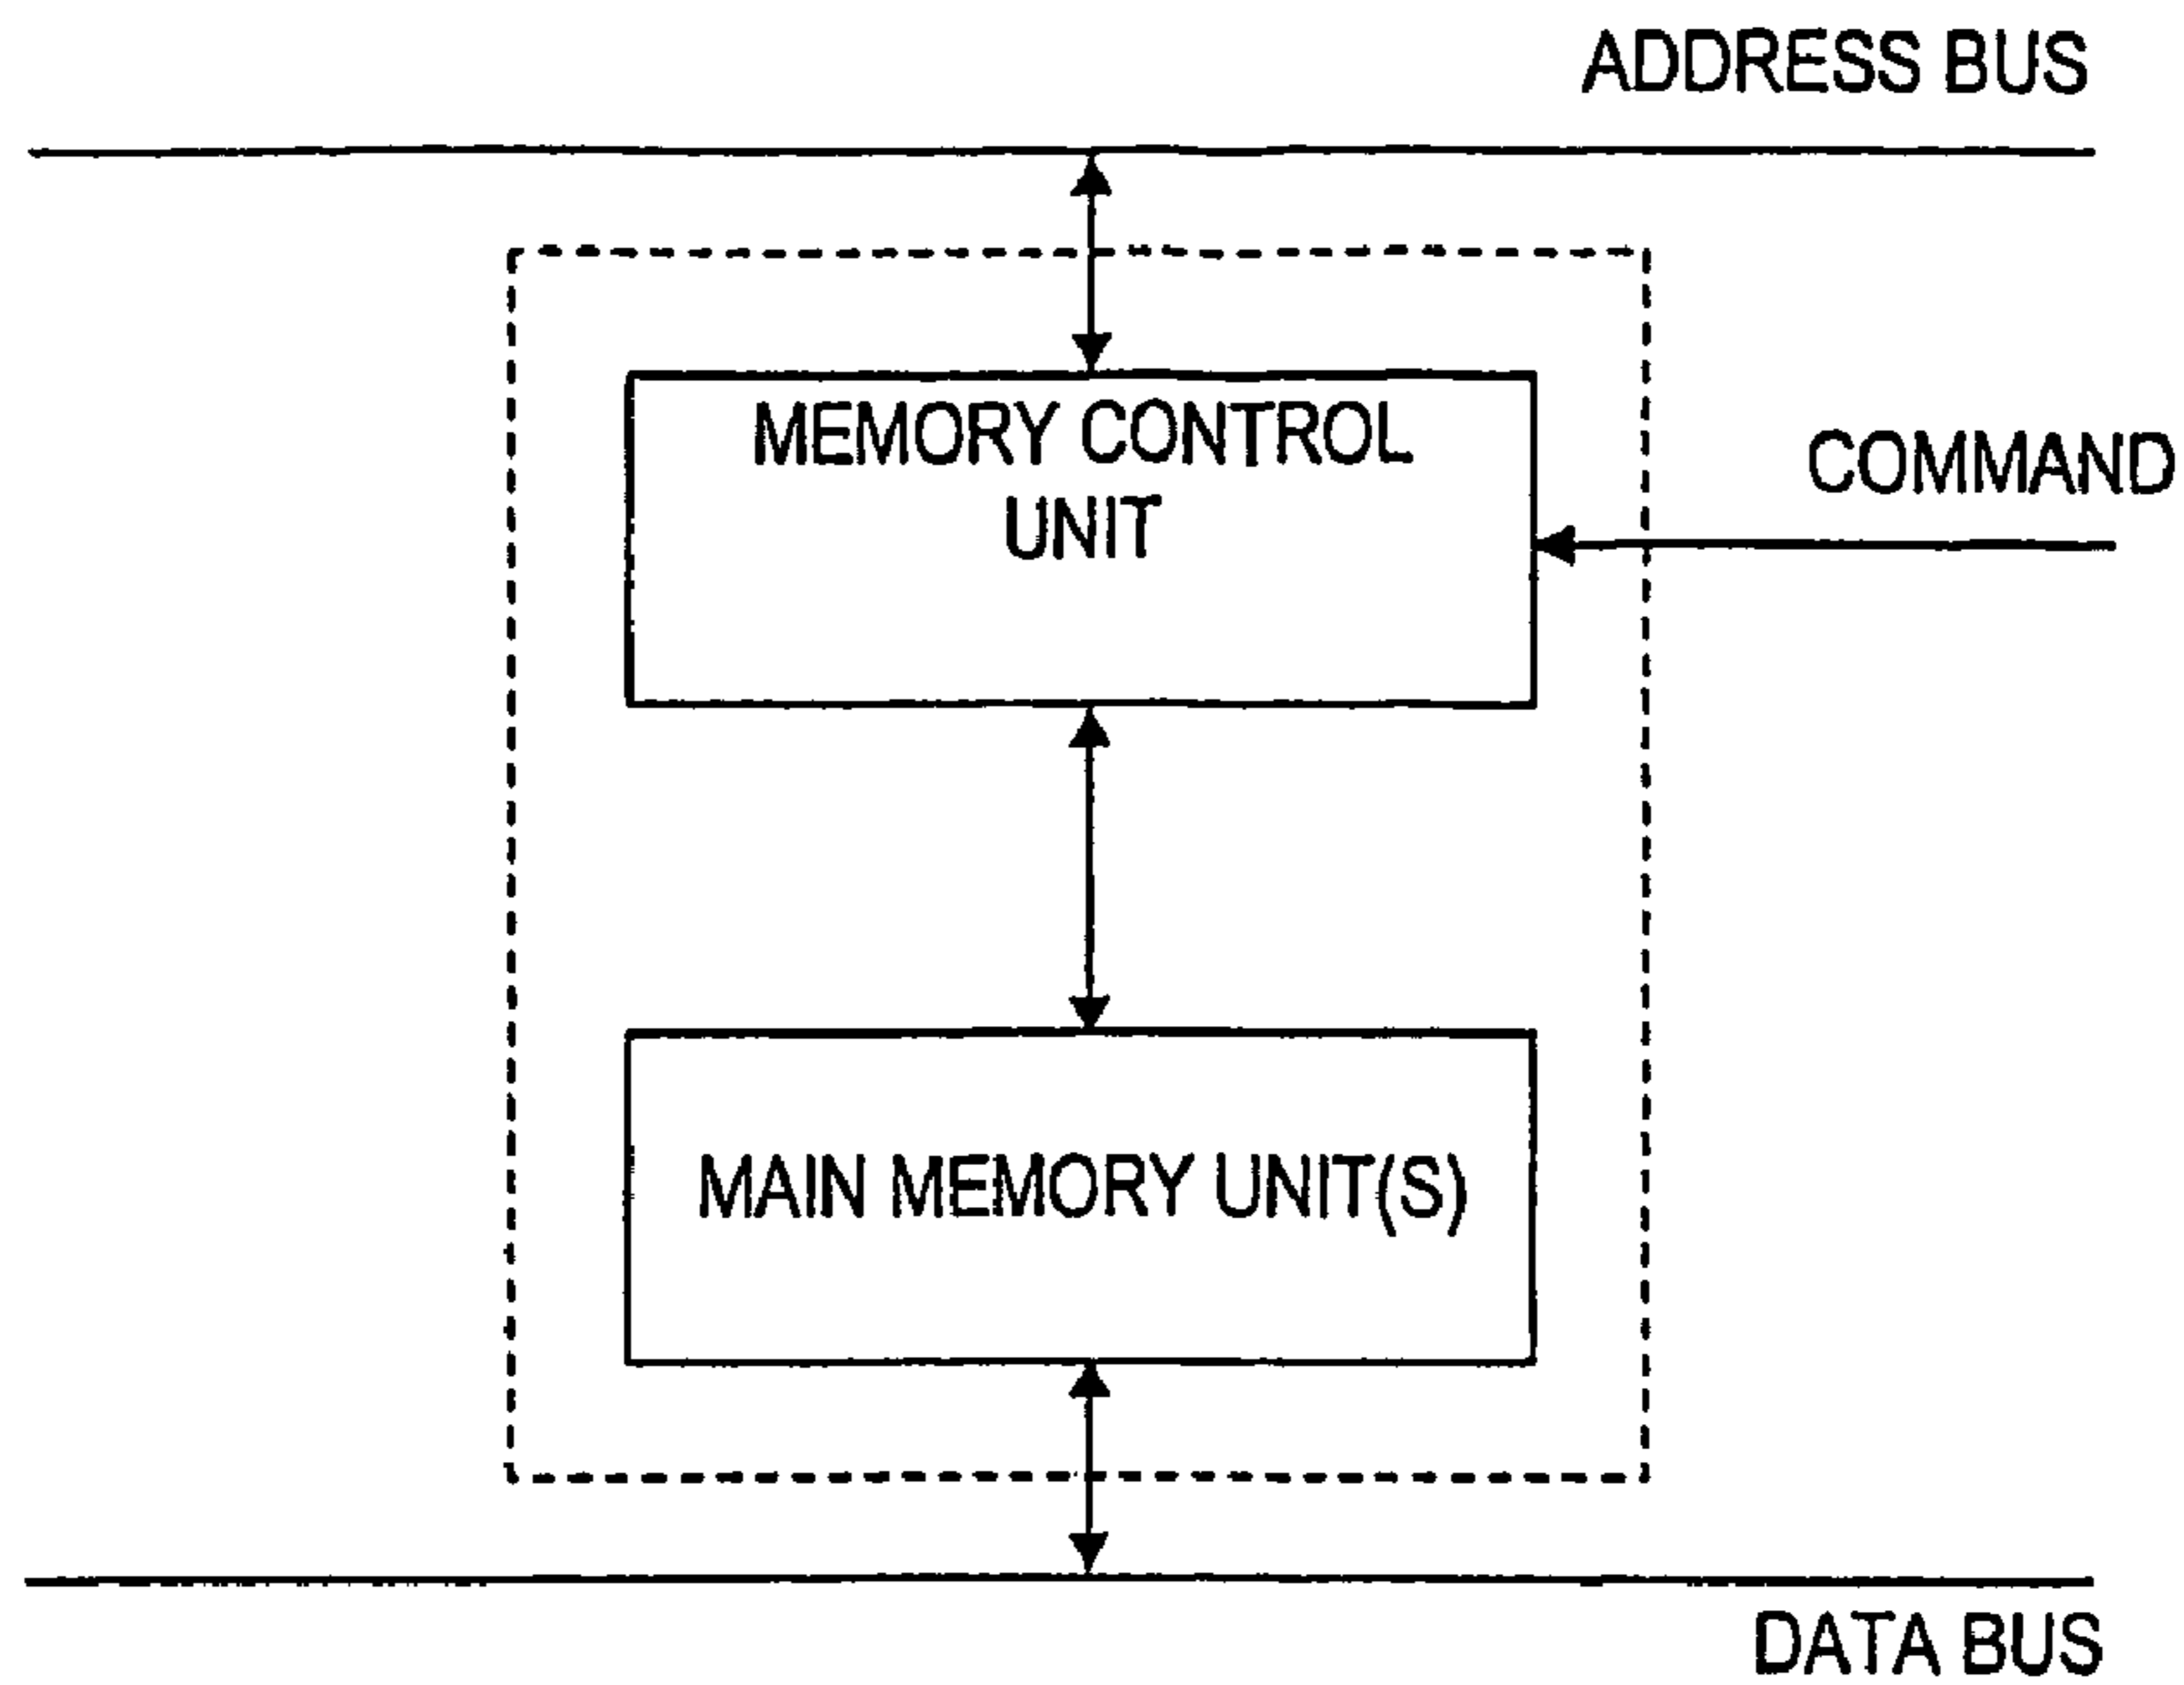 ADDRESS BUS
MEMORY CONTROL
UNIT
COMMAND
MAIN MEMORY UNIT(S)
DATA BUS